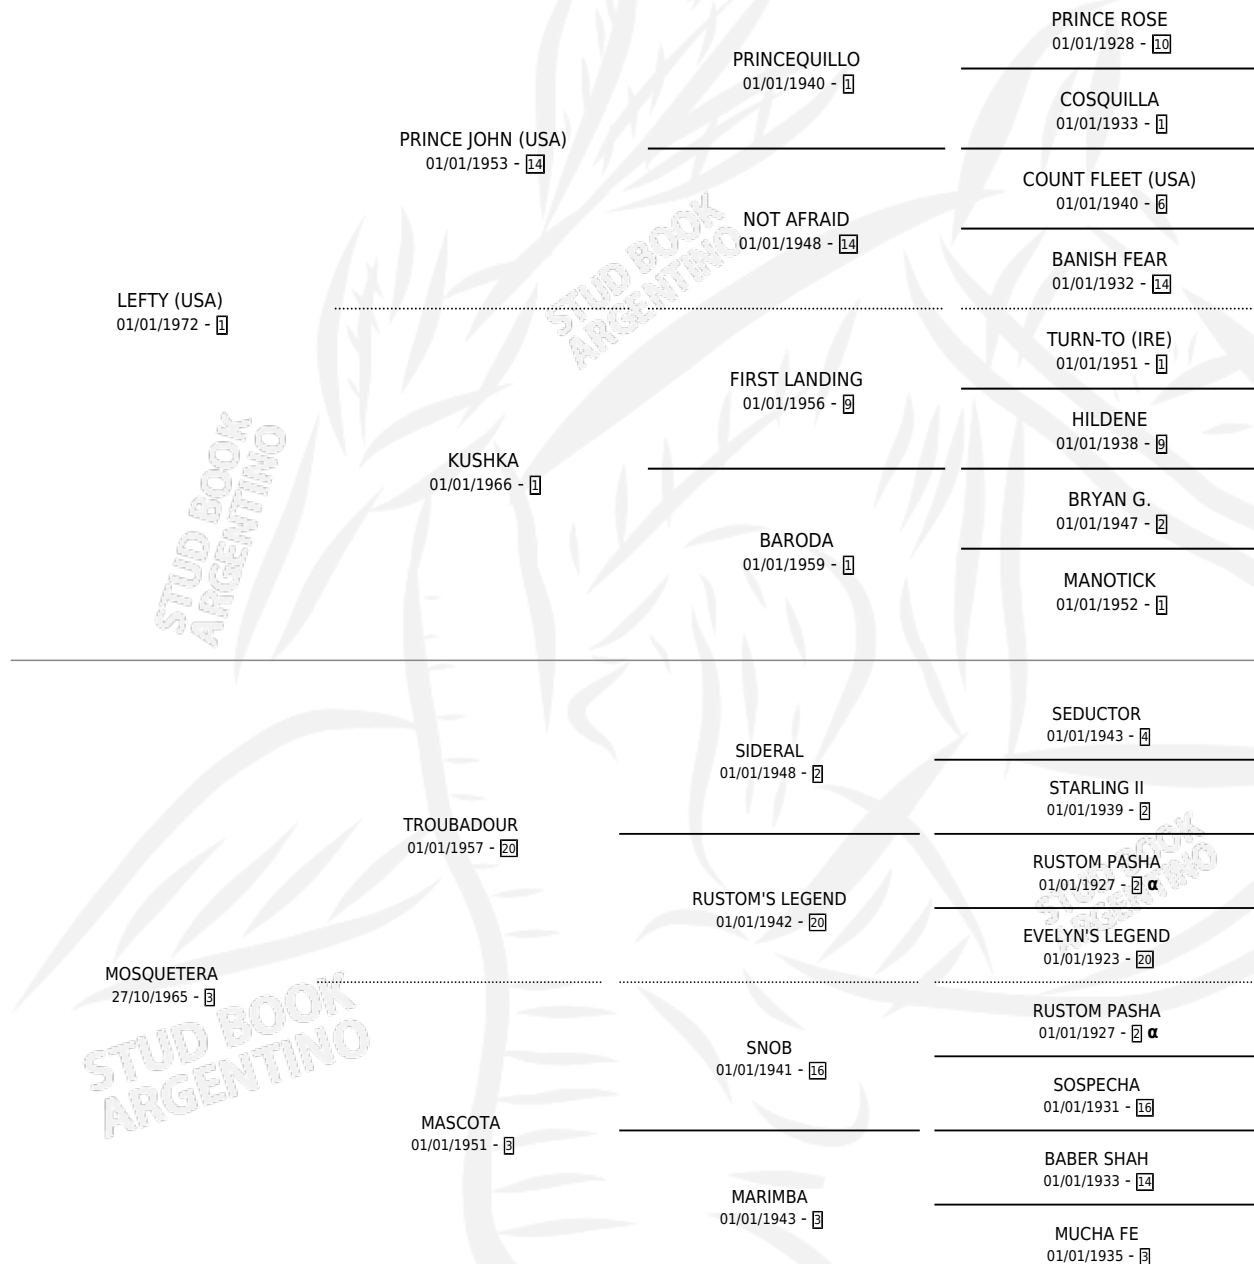 PRINCE ROSE
01/01/1928 - 10
PRINCEQUILLO
01/01/1940 - 1
COSQUILLA
01/01/1933 - 1
PRINCE JOHN (USA)
01/01/1953 - 14
COUNT FLEET (USA)
01/01/1940 - 6
NOT AFRAID
01/01/1948 - 14
BANISH FEAR
01/01/1932 - 14
LEFTY (USA)
01/01/1972 - 1
STUD BOOK
ARGENTINO
TURN-TO (IRE)
01/01/1951 - 1
FIRST LANDING
01/01/1956 - 9
HILDENE
01/01/1938 - 9
KUSHKA
01/01/1966 - 1
BRYAN G.
01/01/1947 - 2
STUD BOOK
ARGENTINO
BARODA
01/01/1959 - 1
MANOTICK
01/01/1952 - 1
SEDUCTOR
01/01/1943 - 4
SIDERAL
01/01/1948 - 2
STARLING II
01/01/1939 - 2
TROUBADOUR
01/01/1957 - 20
STUD BOOK
ARGENTINO
RUSTOM PASHA
01/01/1927 - 2 α
RUSTOM'S LEGEND
01/01/1942 - 20
EVELYN'S LEGEND
01/01/1923 - 20
MOSQUETERA
27/10/1965 - 3
STUD BOOK
ARGENTINO
RUSTOM PASHA
01/01/1927 - 2 α
SNOB
01/01/1941 - 16
SOSPECHA
01/01/1931 - 16
MASCOTA
01/01/1951 - 3
BABER SHAH
01/01/1933 - 14
MARIMBA
01/01/1943 - 3
MUCHA FE
01/01/1935 - 3